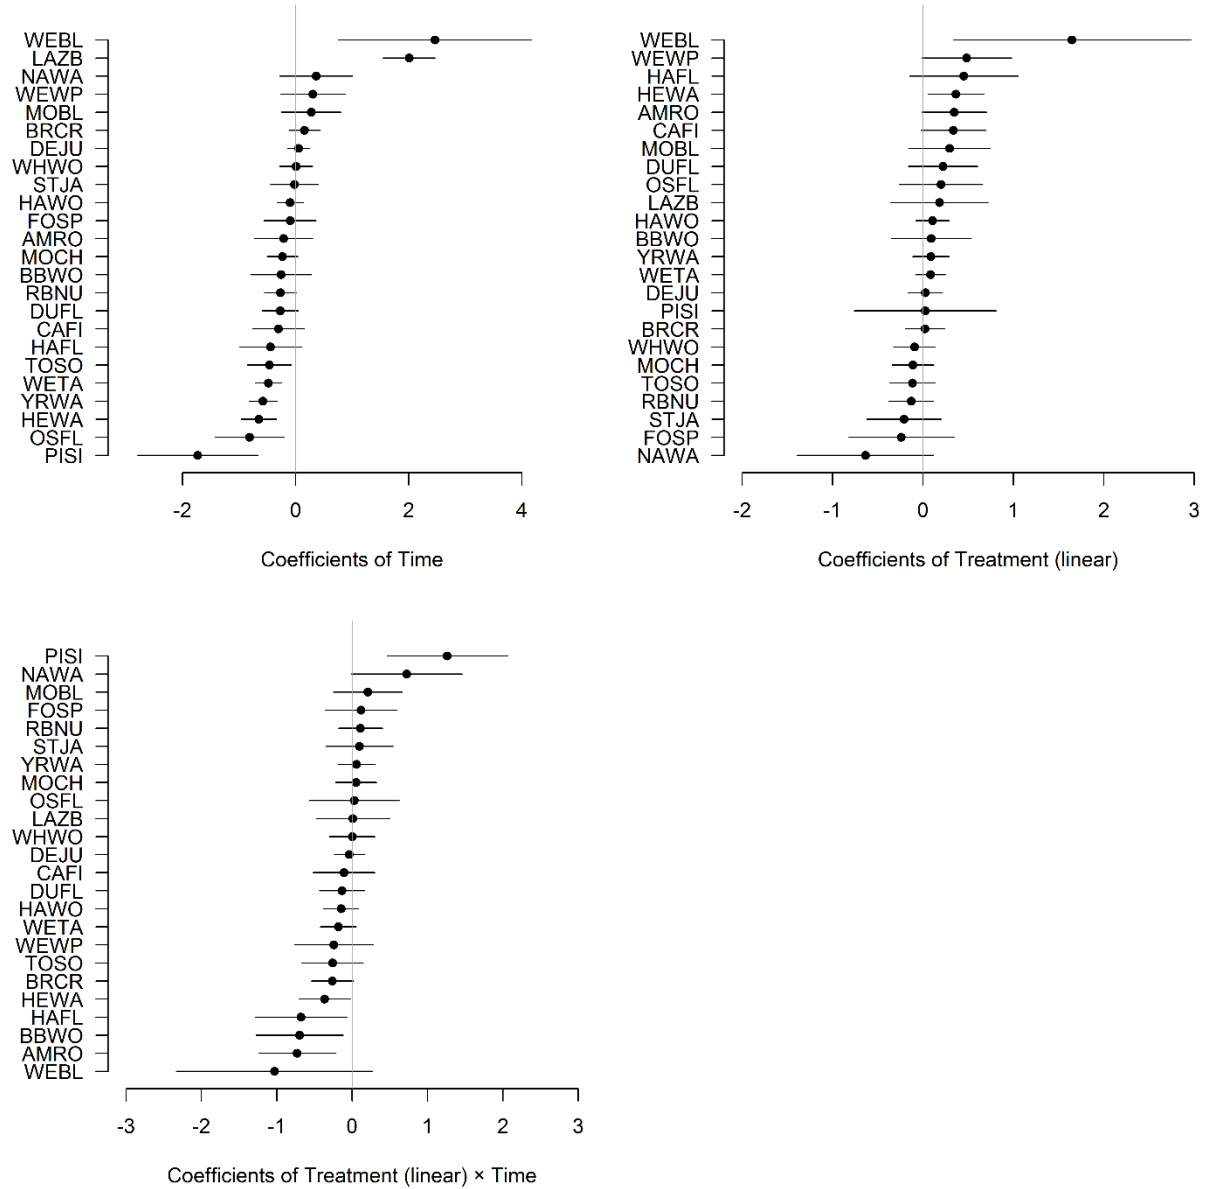 WEBL
LAZB
NAWA
WEWP
MOBL
BRCR
DEJU
WHWO
STJA
HAWO
FOSP
AMRO
MOCH
BBWO
RBNU
DUFL
CAFI
HAFL
TOSO
WETA
YRWA
HEWA
OSFL
PISI
-2 0 2 4
Coefficients of Time
WEBL
WEWP
HAFL
HEWA
AMRO
CAFI
MOBL
DUFL
OSFL
LAZB
HAWO
BBWO
YRWA
WETA
DEJU
PISI
BRCR
WHWO
MOCH
TOSO
RBNU
STJA
FOSP
NAWA
-2 -1 0 1 2 3
Coefficients of Treatment (linear)
PISI
NAWA
MOBL
FOSP
RBNU
STJA
YRWA
MOCH
OSFL
LAZB
WHWO
DEJU
CAFI
DUFL
HAWO
WETA
WEWP
TOSO
BRCR
HEWA
HAFL
BBWO
AMRO
WEBL
-3 -2 -1 0 1 2 3
Coefficients of Treatment (linear) × Time